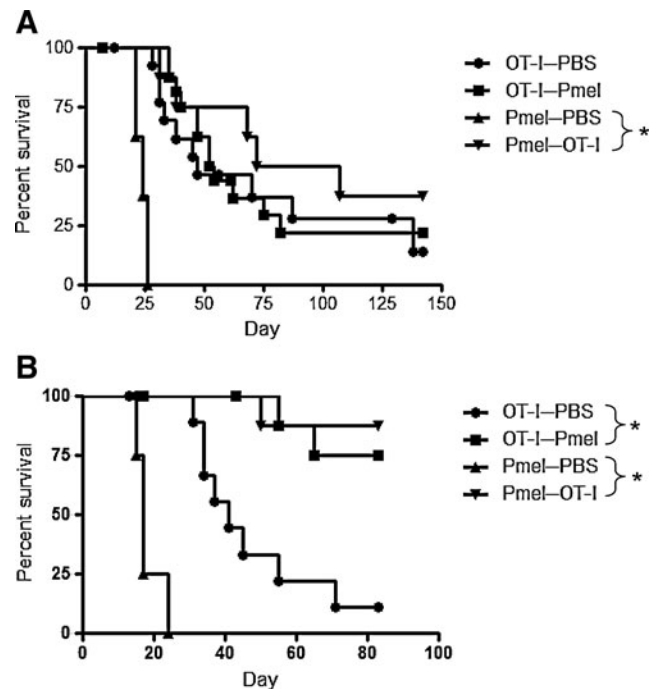 A
Percent survival
100
75
50
25
0
0 25 50 75 100 125 150
Day
OT-I–PBS
OT-I–Pmel
Pmel–PBS
Pmel–OT-I
*
B
Percent survival
100
75
50
25
0
0 20 40 60 80 100
Day
OT-I–PBS
OT-I–Pmel
*
Pmel–PBS
Pmel–OT-I
*